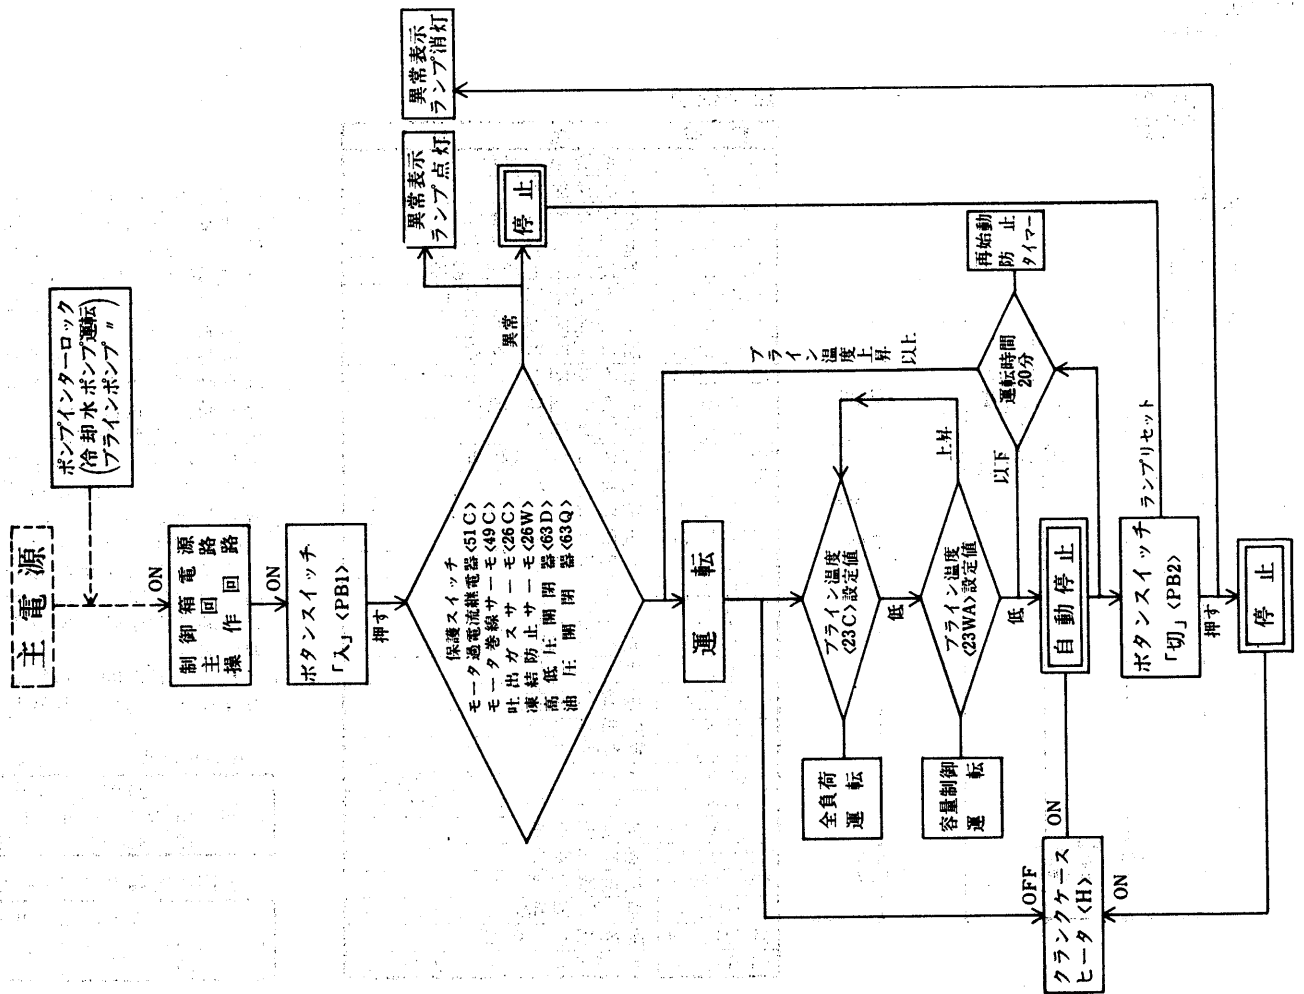 主電源
ポンプインターロック
(冷却水ポンプ運転
ブラインポンプ 〃)
ON
制御箱電源
主回路
操作回路
ON
ボタンスイッチ
「入」<PB1>
押す
保護スイッチ
モータ過電流継電器<51C>
モータ巻線サーモ<49C>
吐出ガスサーモ<26C>
凍結防止サーモ<26W>
高低圧開閉器<63D>
油圧開閉器<63Q>
異常
異常表示
ランプ点灯
異常表示
ランプ消灯
停止
運転
ブライン温度上昇
以上
ブライン温度
<23C>設定値
全負荷
運転
低
上昇
ブライン温度
<23WA>設定値
容量制御
運転
低
以下
運転時間
20分
再始動
防止
タイマー
自動停止
ON
OFF
クランクケース
ヒータ<H>
ON
ボタンスイッチ
「切」<PB2>
ランプリセット
押す
停止